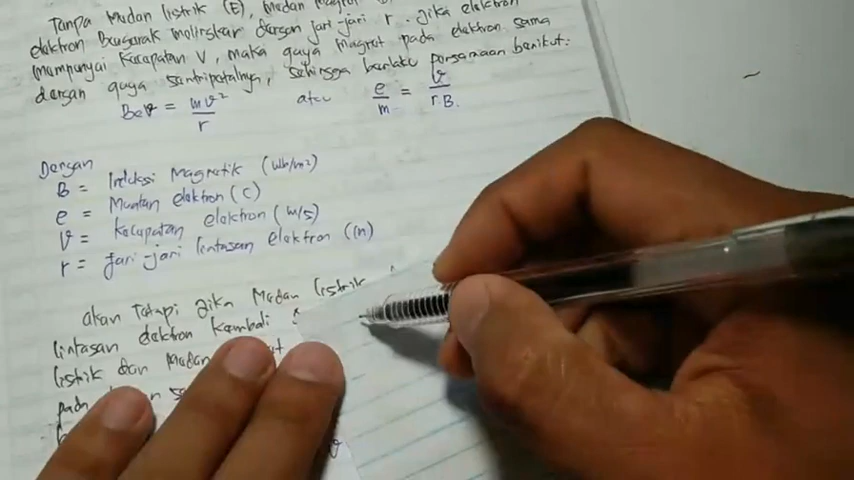 Tanpa Medan listrik (E), Medan
elektron Bergerak melingkar dengan jari-jari r. Jika elektron
mempunyai Kecepatan V, maka gaya magnet pada elektron sama
dengan gaya sentripetalnya, sehingga berlaku persamaan berikut:
Bev = mv²/r atau e/m = v/r.B.
Dengan
B = Induksi Magnetik (Wb/m²)
e = Muatan elektron (C)
V = kecepatan elektron (m/s)
r = jari-jari lintasan elektron (m)
akan Tatapi Jika Medan listrik
lintasan elektron kembali
listrik dan Medan
pada